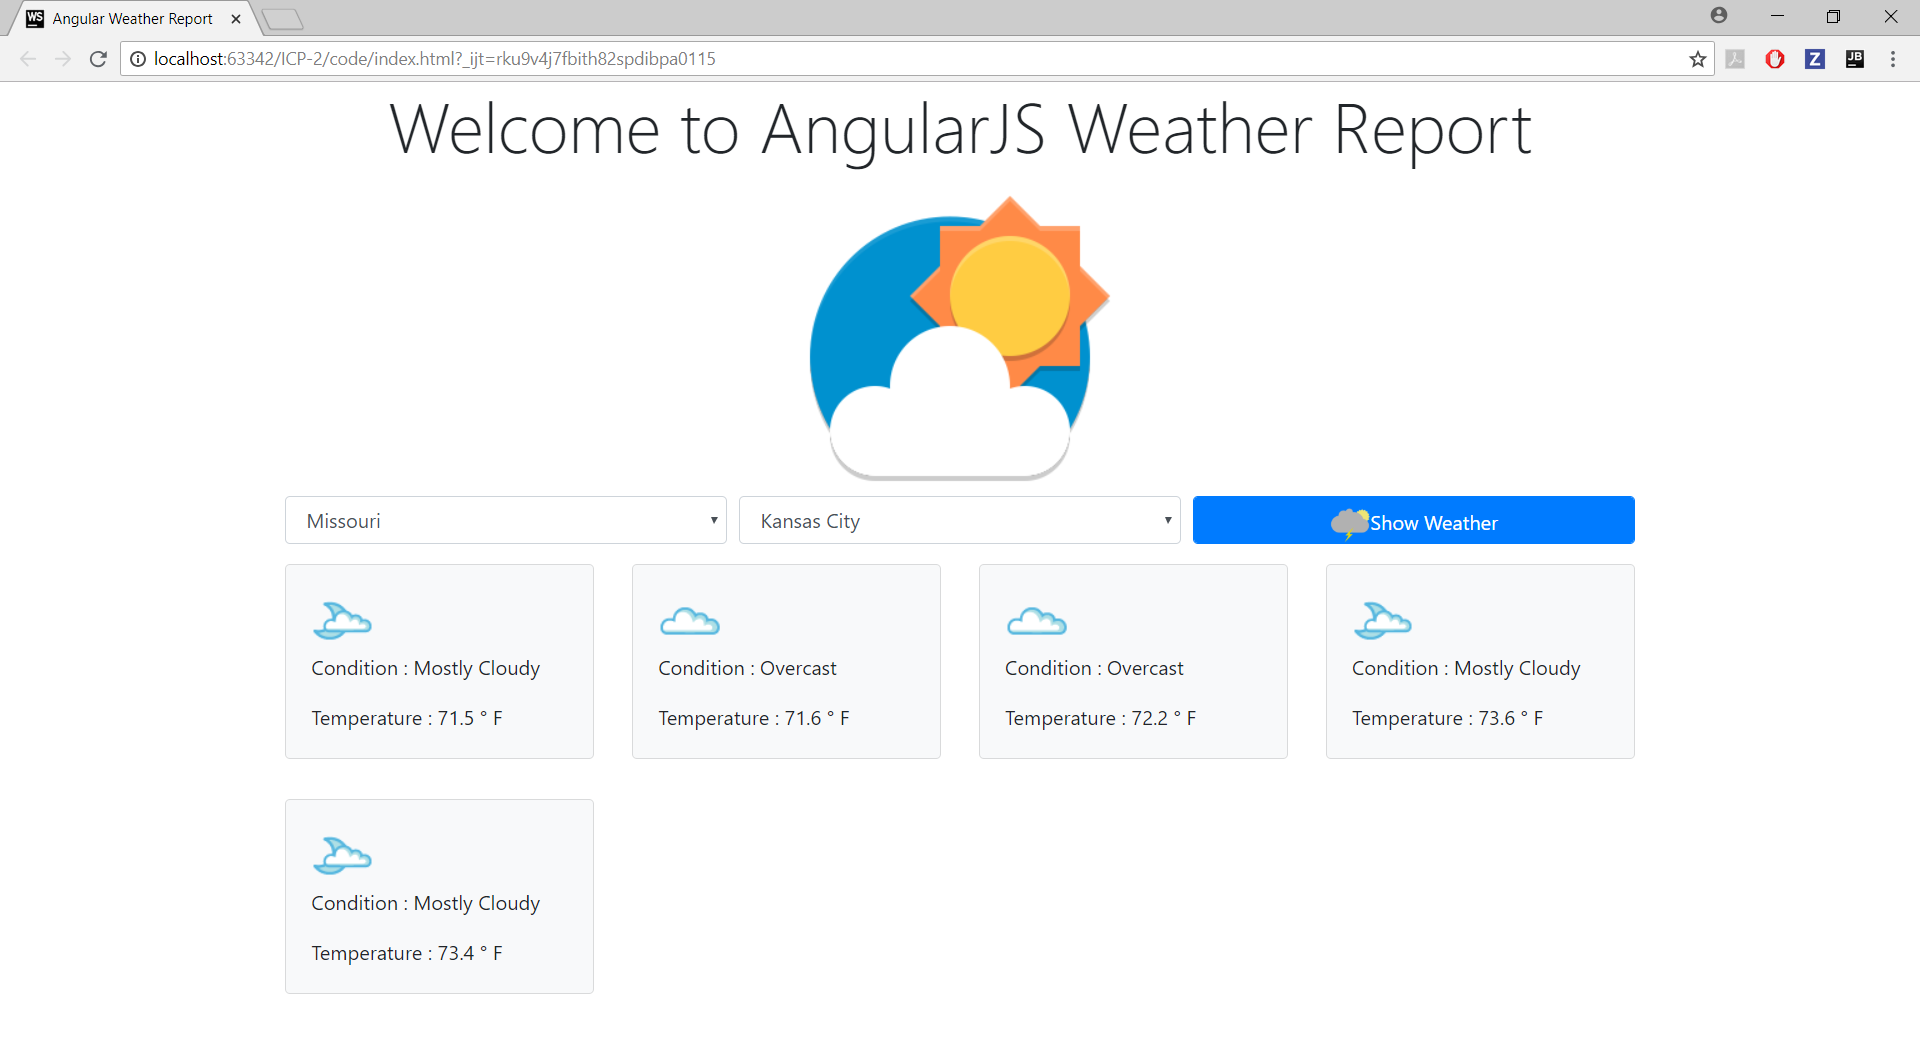 WS Angular Weather Report
localhost:63342/ICP-2/code/index.html?_ijt=rku9v4j7fbith82spdibpa0115
Z JB
Welcome to AngularJS Weather Report
Missouri Kansas City Show Weather
Condition : Mostly Cloudy
Temperature : 71.5 ° F
Condition : Overcast
Temperature : 71.6 ° F
Condition : Overcast
Temperature : 72.2 ° F
Condition : Mostly Cloudy
Temperature : 73.6 ° F
Condition : Mostly Cloudy
Temperature : 73.4 ° F